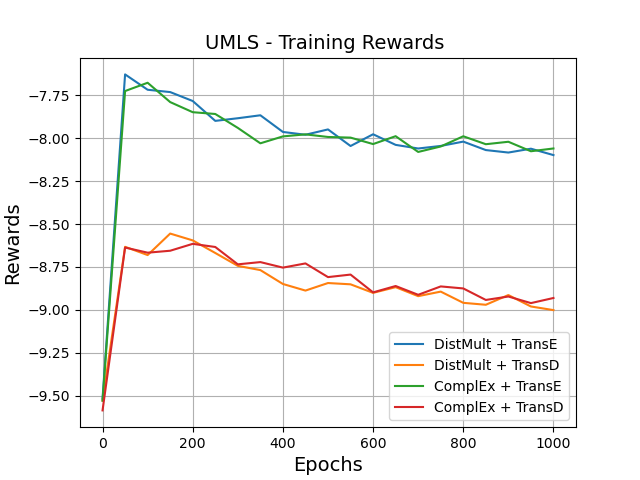 UMLS - Training Rewards
Rewards
−7.75
−8.00
−8.25
−8.50
−8.75
−9.00
−9.25
−9.50
DistMult + TransE
DistMult + TransD
ComplEx + TransE
ComplEx + TransD
0 200 400 600 800 1000
Epochs